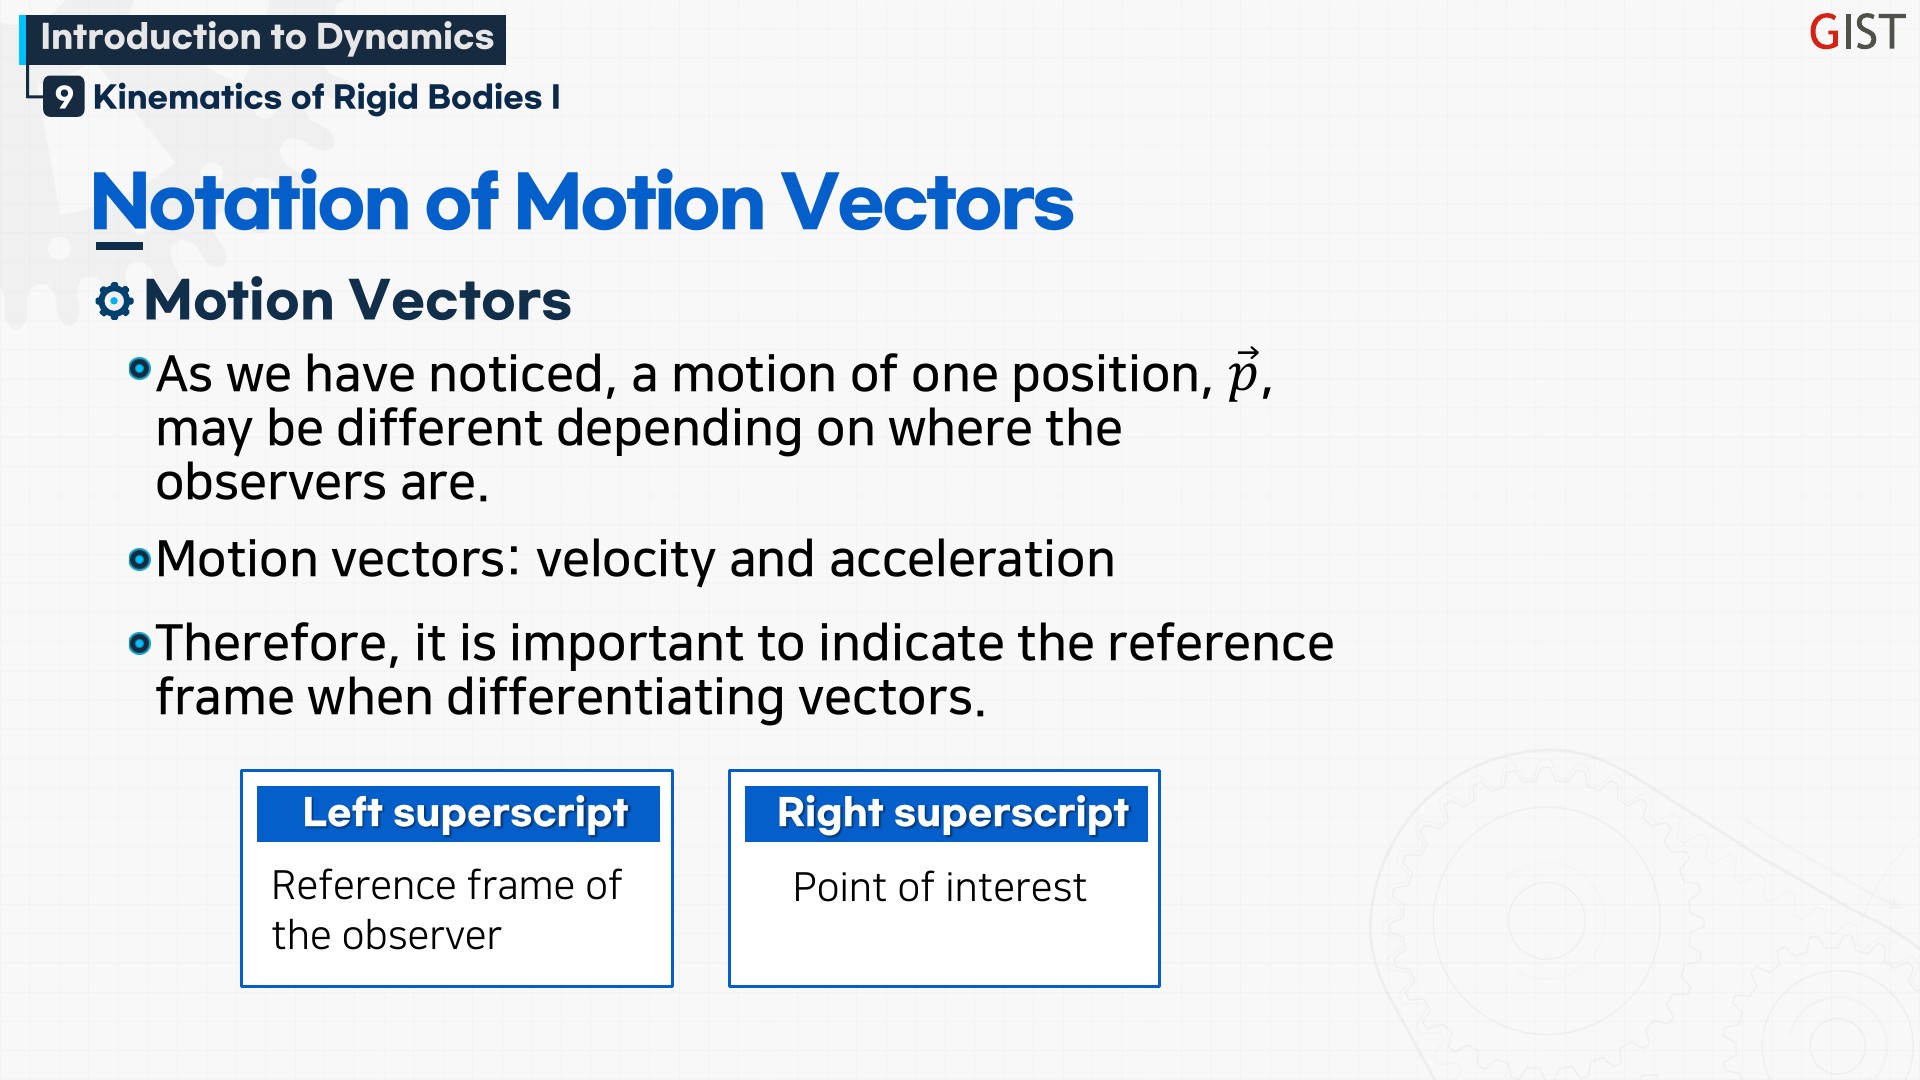 Introduction to Dynamics
GIST
9 Kinematics of Rigid Bodies I
Notation of Motion Vectors
Motion Vectors
As we have noticed, a motion of one position, p⃗,
may be different depending on where the
observers are.
Motion vectors: velocity and acceleration
Therefore, it is important to indicate the reference
frame when differentiating vectors.
Left superscript
Reference frame of
the observer
Right superscript
Point of interest